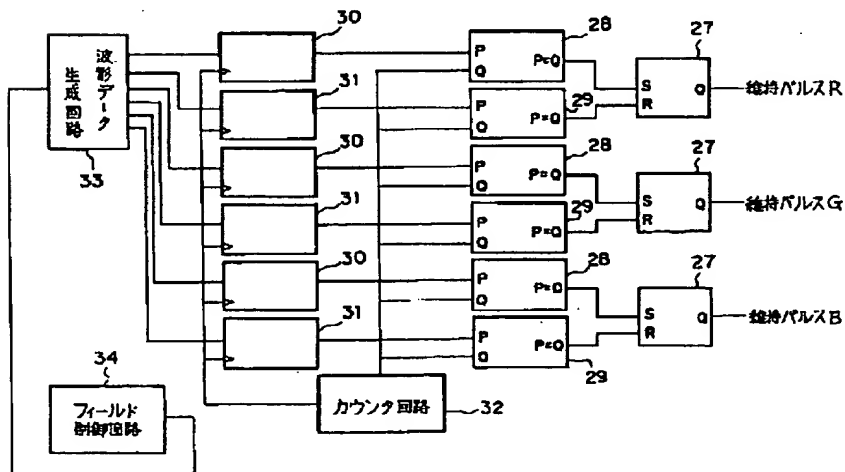 波形データ
生成回路
33
30
31
30
31
30
31
P
Q
P=Q
28
P
Q
P=Q
29
P
Q
P=Q
28
P
Q
P=Q
29
P
Q
P=Q
28
P
Q
P=Q
29
S
R
Q
27
維持パルスR
S
R
Q
27
維持パルスG
S
R
Q
27
維持パルスB
カウンタ回路
32
34
フィールド
制御回路